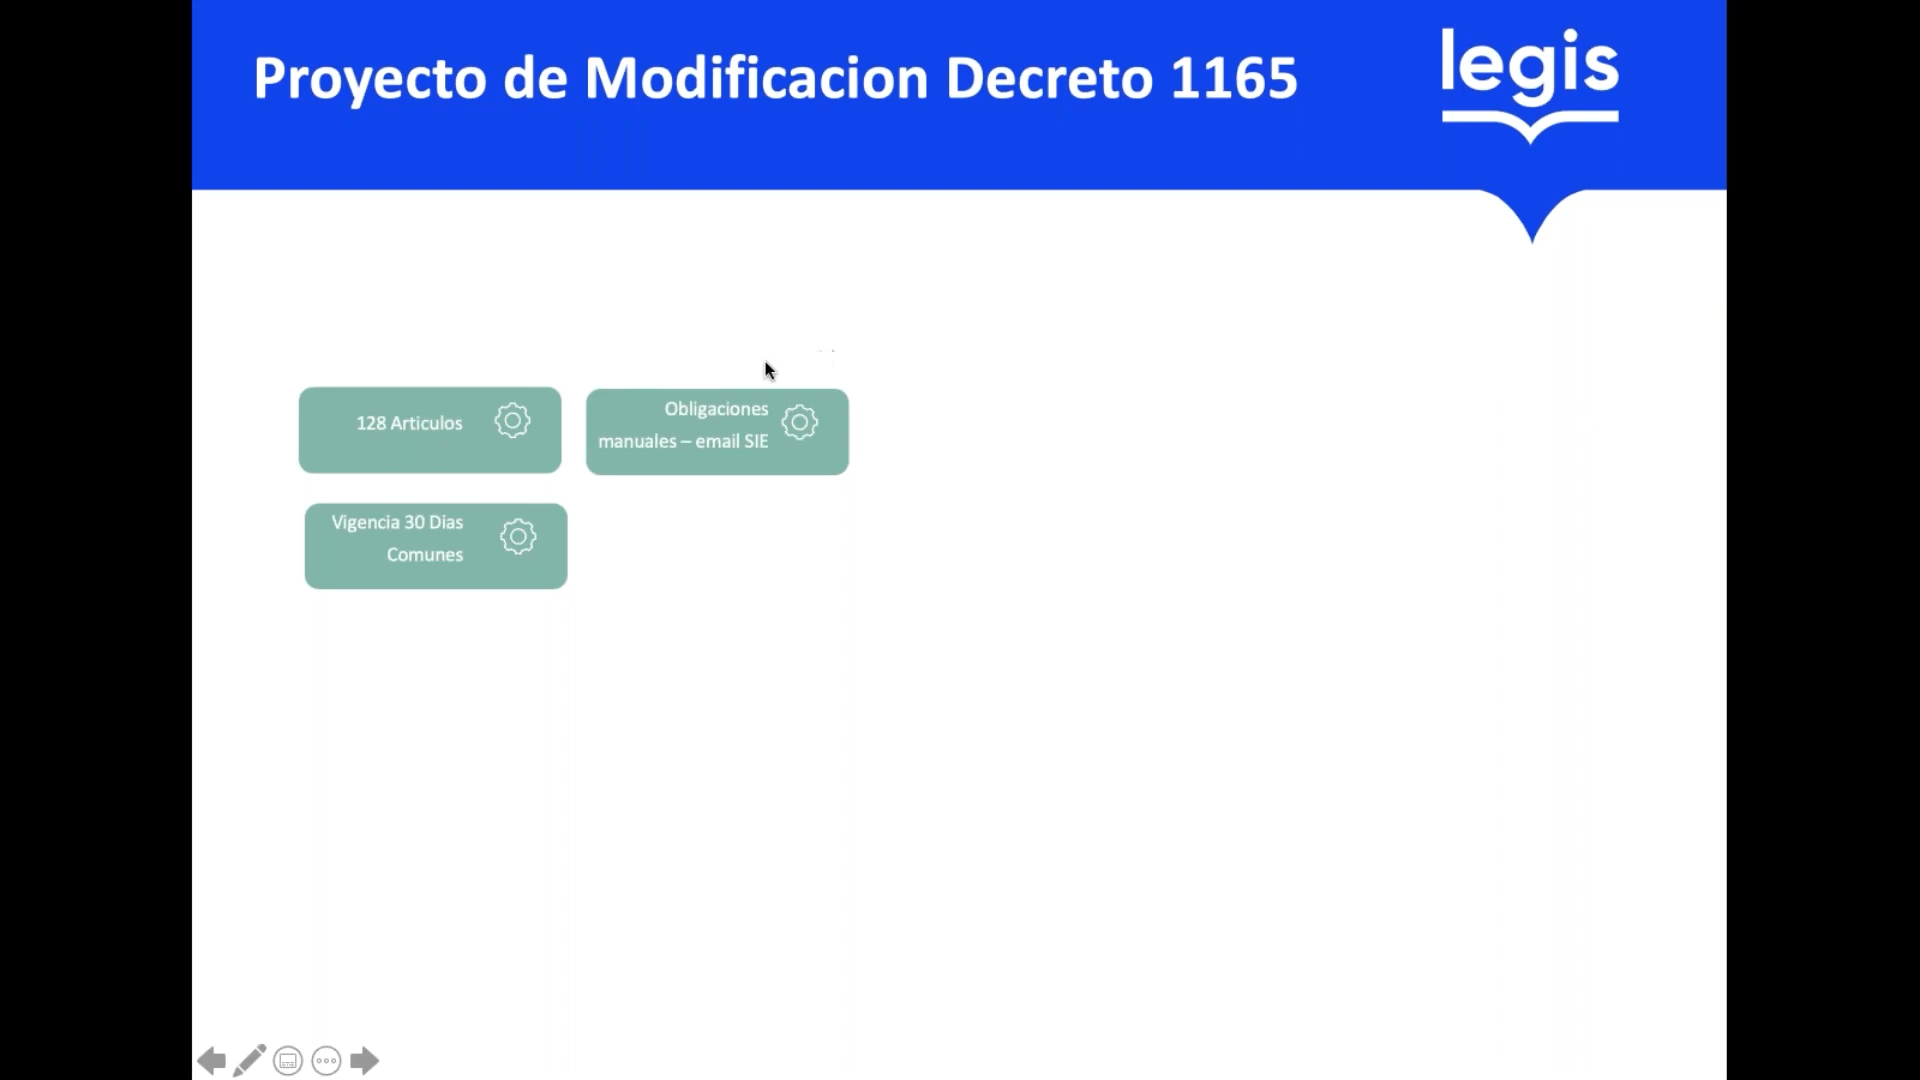 Proyecto de Modificacion Decreto 1165
legis
128 Articulos
Obligaciones
manuales – email SIE
Vigencia 30 Dias
Comunes